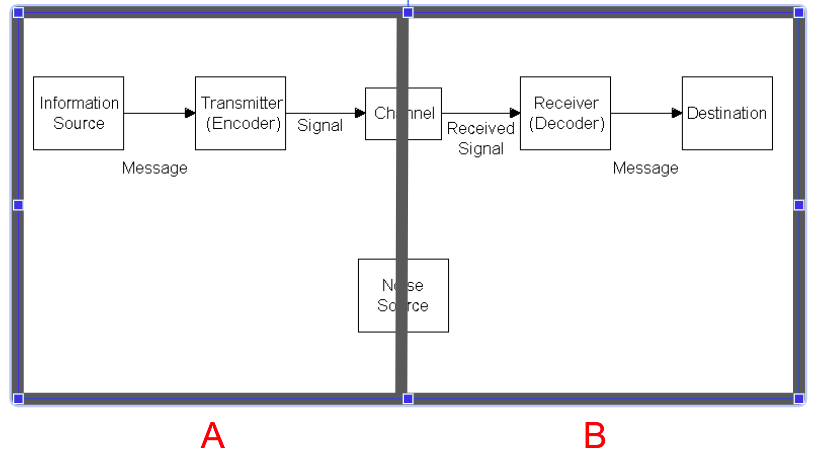 Information
Source
Transmitter
(Encoder)
Channel
Receiver
(Decoder)
Destination
Signal
Received
Signal
Message
Message
Noise
Source
A
B